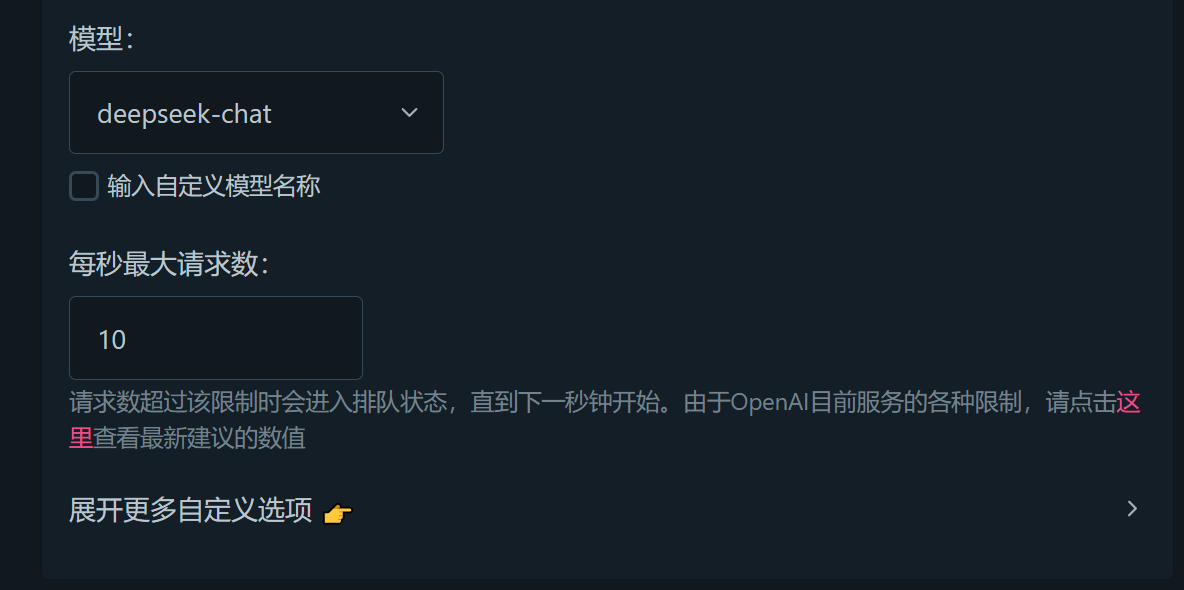 模型：
deepseek-chat
输入自定义模型名称
每秒最大请求数：
10
请求数超过该限制时会进入排队状态，直到下一秒钟开始。由于OpenAI目前服务的各种限制，请点击这
里查看最新建议的数值
展开更多自定义选项 👉